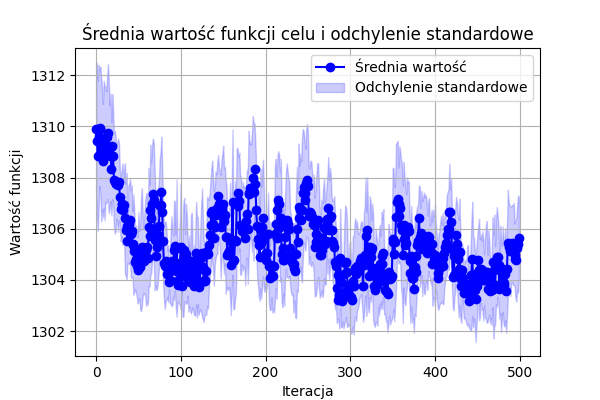 Średnia wartość funkcji celu i odchylenie standardowe
Średnia wartość
Odchylenie standardowe
Wartość funkcji
1312
1310
1308
1306
1304
1302
0 100 200 300 400 500
Iteracja